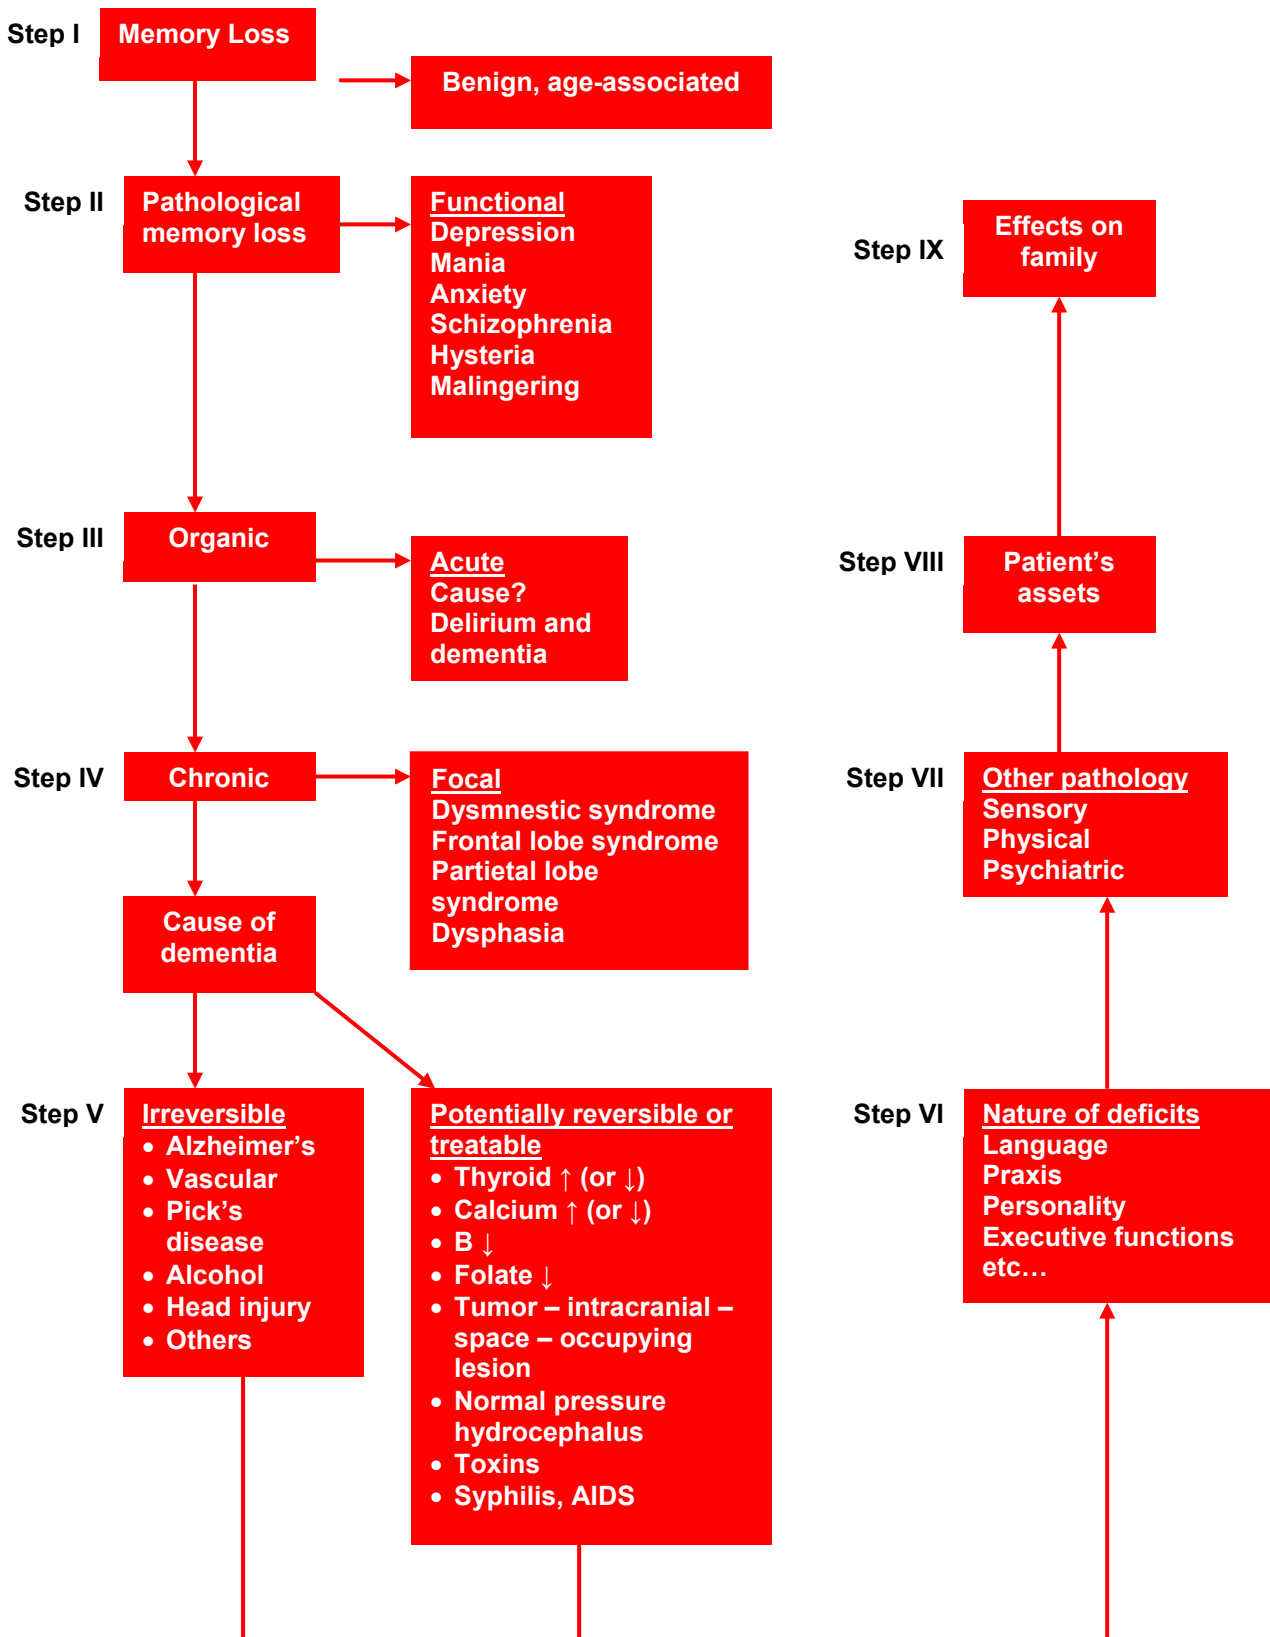 Step I
Memory Loss
Benign, age-associated
Step II
Pathological
memory loss
Functional
Depression
Mania
Anxiety
Schizophrenia
Hysteria
Malingering
Step III
Organic
Acute
Cause?
Delirium and
dementia
Step IV
Chronic
Focal
Dysmnestic syndrome
Frontal lobe syndrome
Partietal lobe
syndrome
Dysphasia
Cause of
dementia
Step V
Irreversible
• Alzheimer’s
• Vascular
• Pick’s
disease
• Alcohol
• Head injury
• Others
Potentially reversible or
treatable
• Thyroid ↑ (or ↓)
• Calcium ↑ (or ↓)
• B ↓
• Folate ↓
• Tumor – intracranial –
space – occupying
lesion
• Normal pressure
hydrocephalus
• Toxins
• Syphilis, AIDS
Step VI
Nature of deficits
Language
Praxis
Personality
Executive functions
etc…
Step VII
Other pathology
Sensory
Physical
Psychiatric
Step VIII
Patient’s
assets
Step IX
Effects on
family